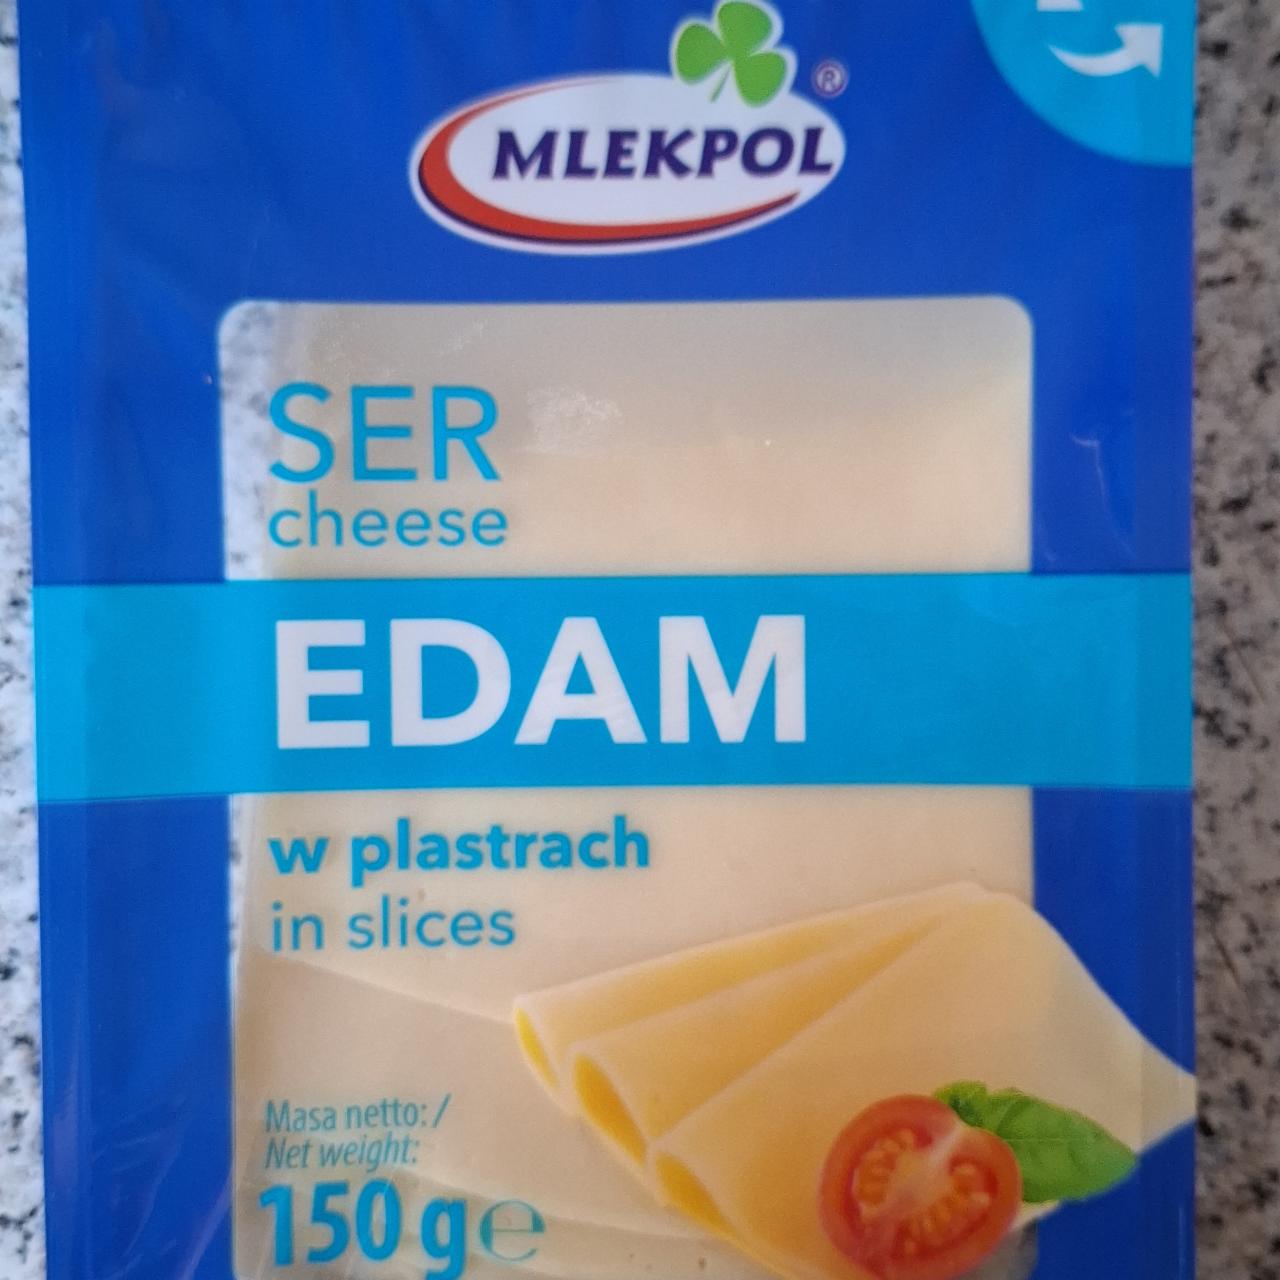 MLEKPOL®
SER
cheese
EDAM
w plastrach
in slices
Masa netto: /
Net weight:
150 g ℮